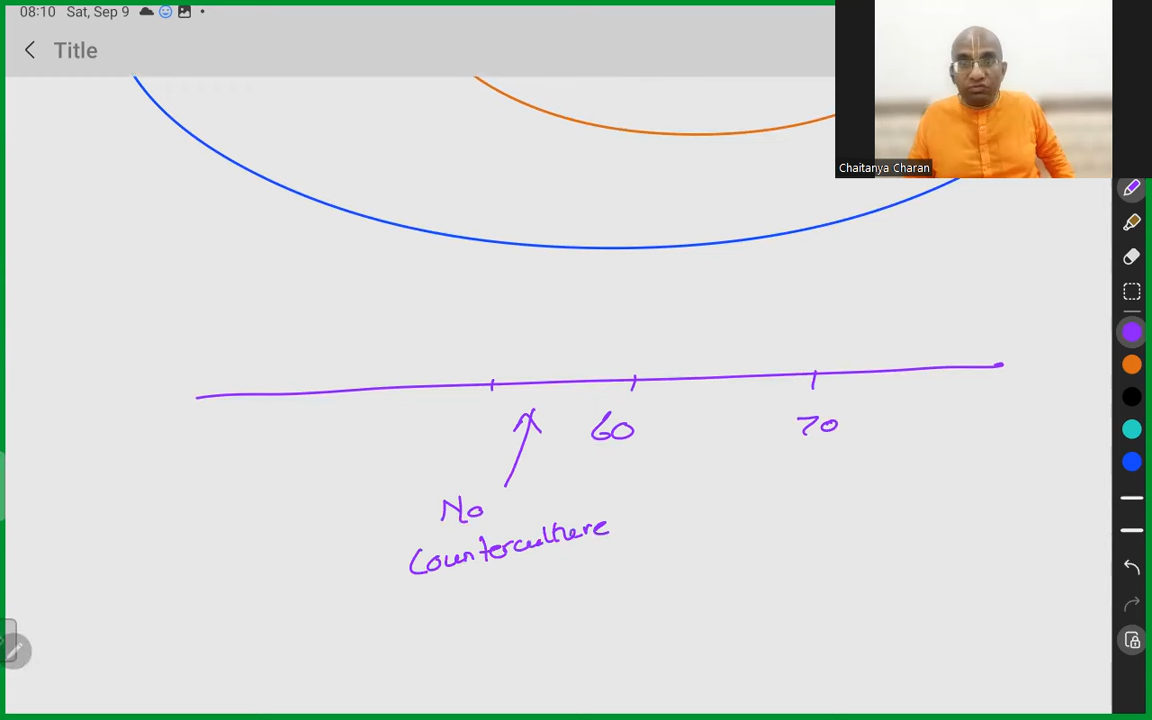 08:10 Sat, Sep 9
Title
Chaitanya Charan
60 70
No
Counterculture